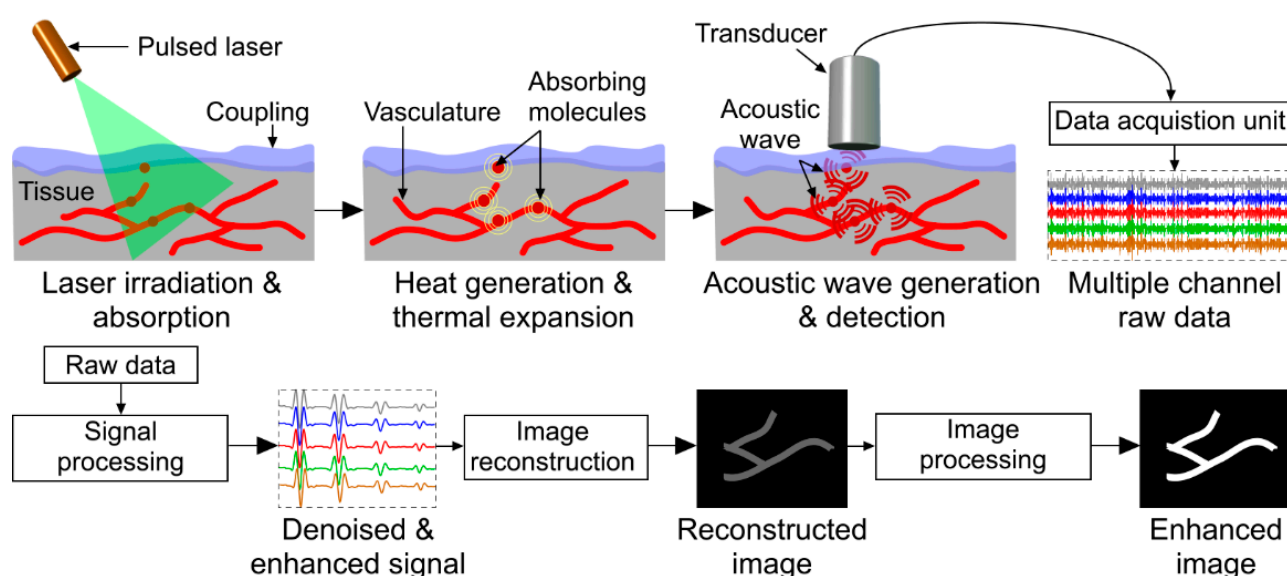 Pulsed laser
Coupling
Tissue
Laser irradiation &
absorption
Vasculature
Absorbing
molecules
Heat generation &
thermal expansion
Transducer
Acoustic
wave
Acoustic wave generation
& detection
Data acquistion unit
Multiple channel
raw data
Raw data
Signal
processing
Denoised &
enhanced signal
Image
reconstruction
Reconstructed
image
Image
processing
Enhanced
image